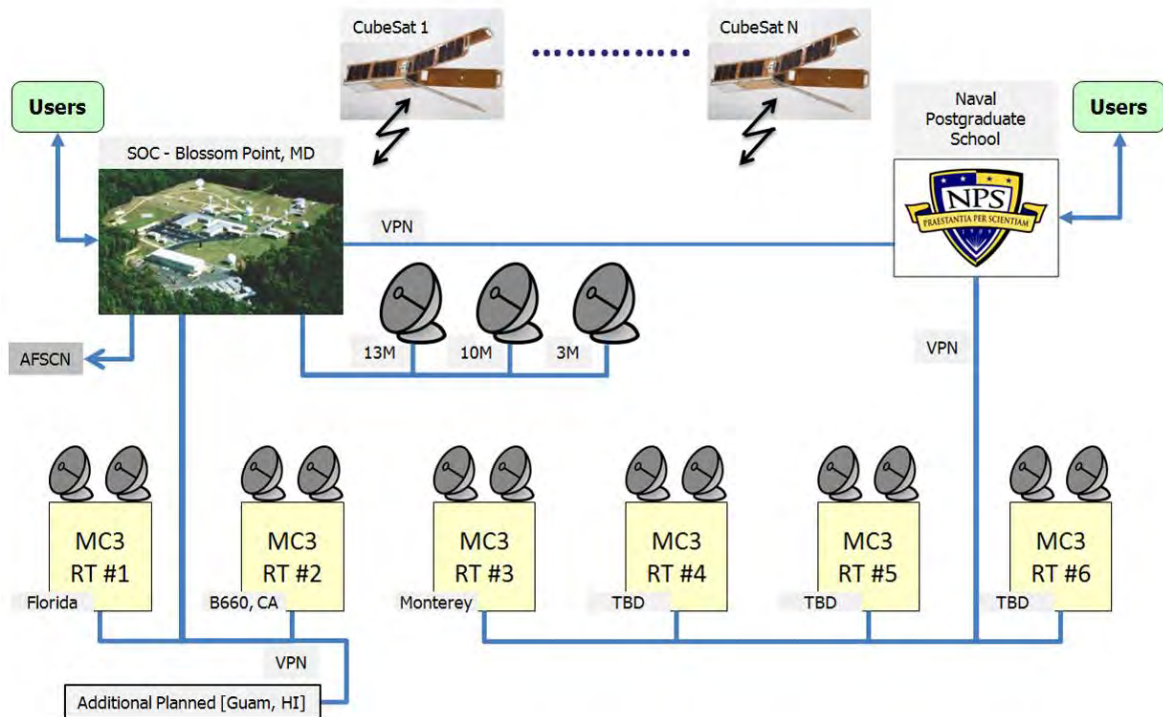 CubeSat 1
CubeSat N
Users
Naval
Postgraduate
School
Users
SOC - Blossom Point, MD
NPS
PRAESTANTIA PER SCIENTIAM
VPN
13M
10M
3M
AFSCN
VPN
MC3
RT #1
Florida
MC3
RT #2
B660, CA
MC3
RT #3
Monterey
MC3
RT #4
TBD
MC3
RT #5
TBD
MC3
RT #6
TBD
VPN
Additional Planned [Guam, HI]